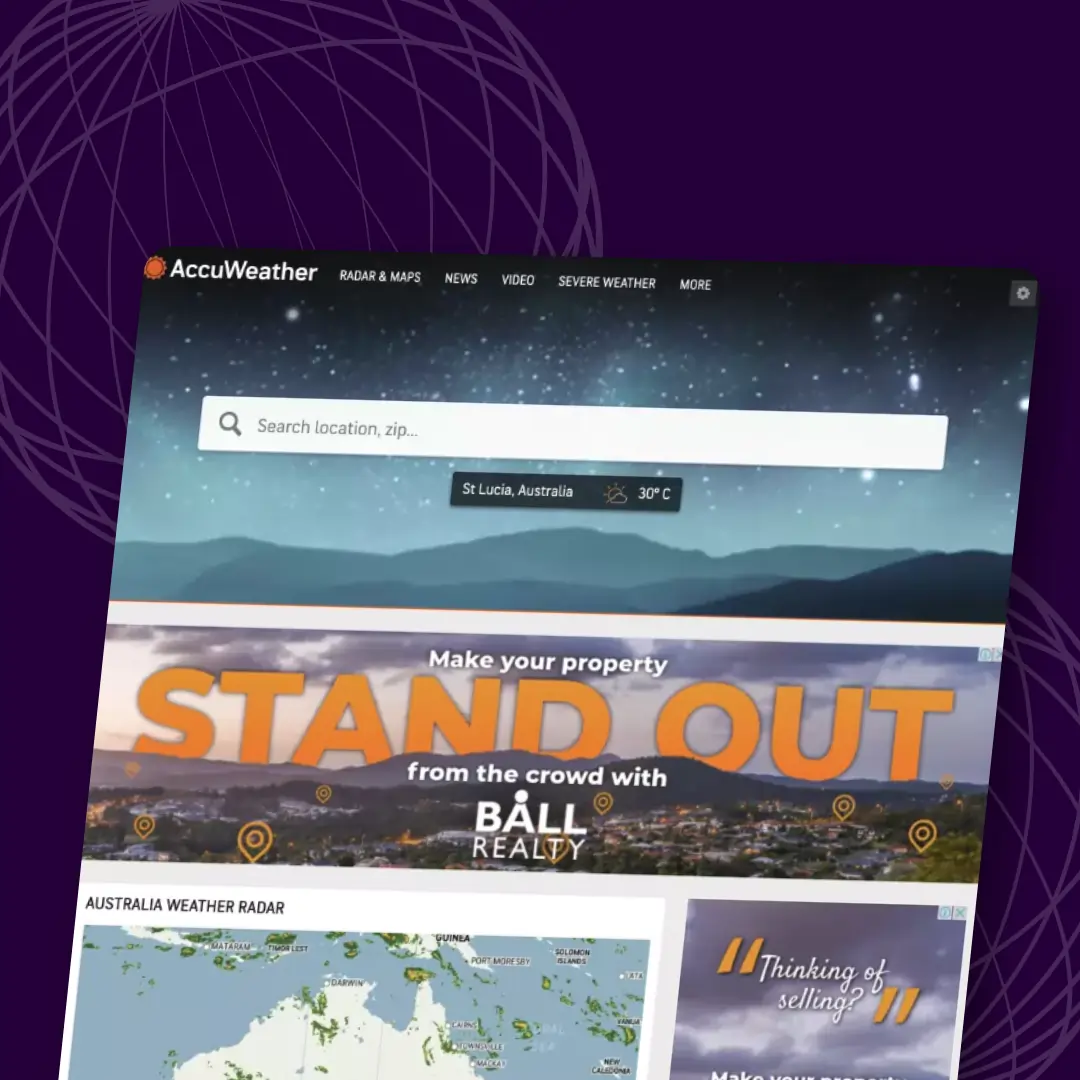 AccuWeather
RADAR & MAPS
NEWS
VIDEO
SEVERE WEATHER
MORE
Search location, zip...
St Lucia, Australia
30° C
Make your property
STAND OUT
from the crowd with
BALL
REALTY
AUSTRALIA WEATHER RADAR
MATARAM
TIMOR LEST
GUINEA
PORT MORESBY
SOLOMON
ISLANDS
DARWIN
CAIRNS
TOWNSVILLE
MACKAY
NEW
CALEDONIA
"Thinking of
selling?"
Make your property